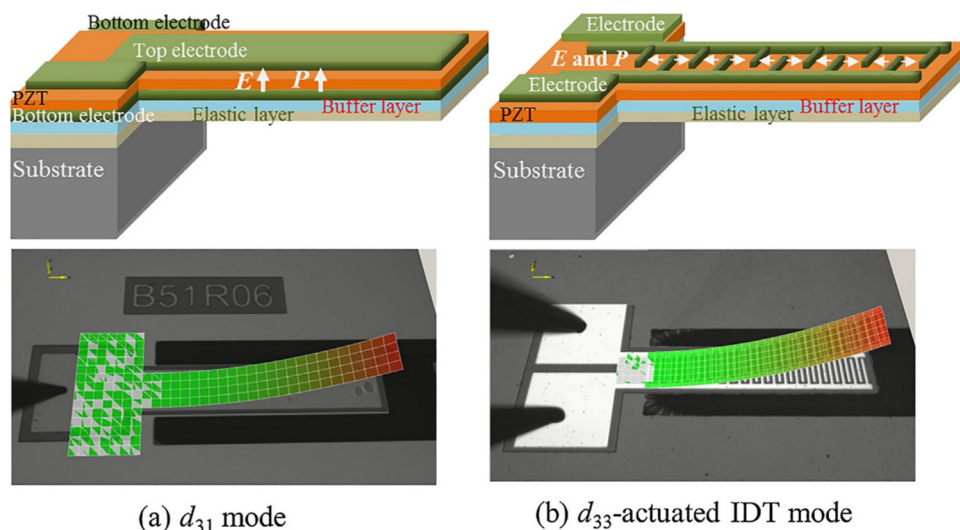 Bottom electrode
Top electrode
E P
PZT
Bottom electrode
Elastic layer
Buffer layer
Substrate
Electrode
E and P
Electrode
PZT
Elastic layer
Buffer layer
Substrate
B51R06
(a) d₃₁ mode
(b) d₃₃-actuated IDT mode